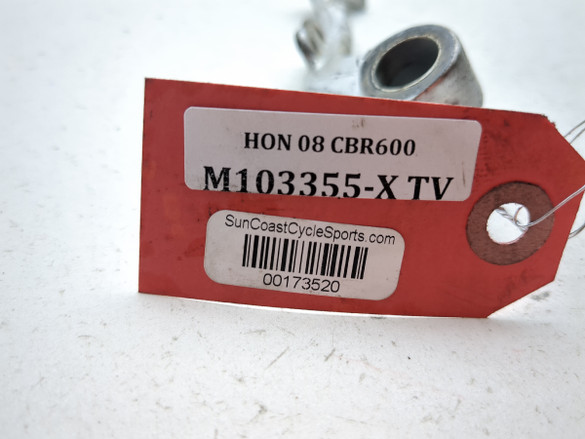 HON 08 CBR600
M103355-X TV
SunCoastCycleSports.com
00173520